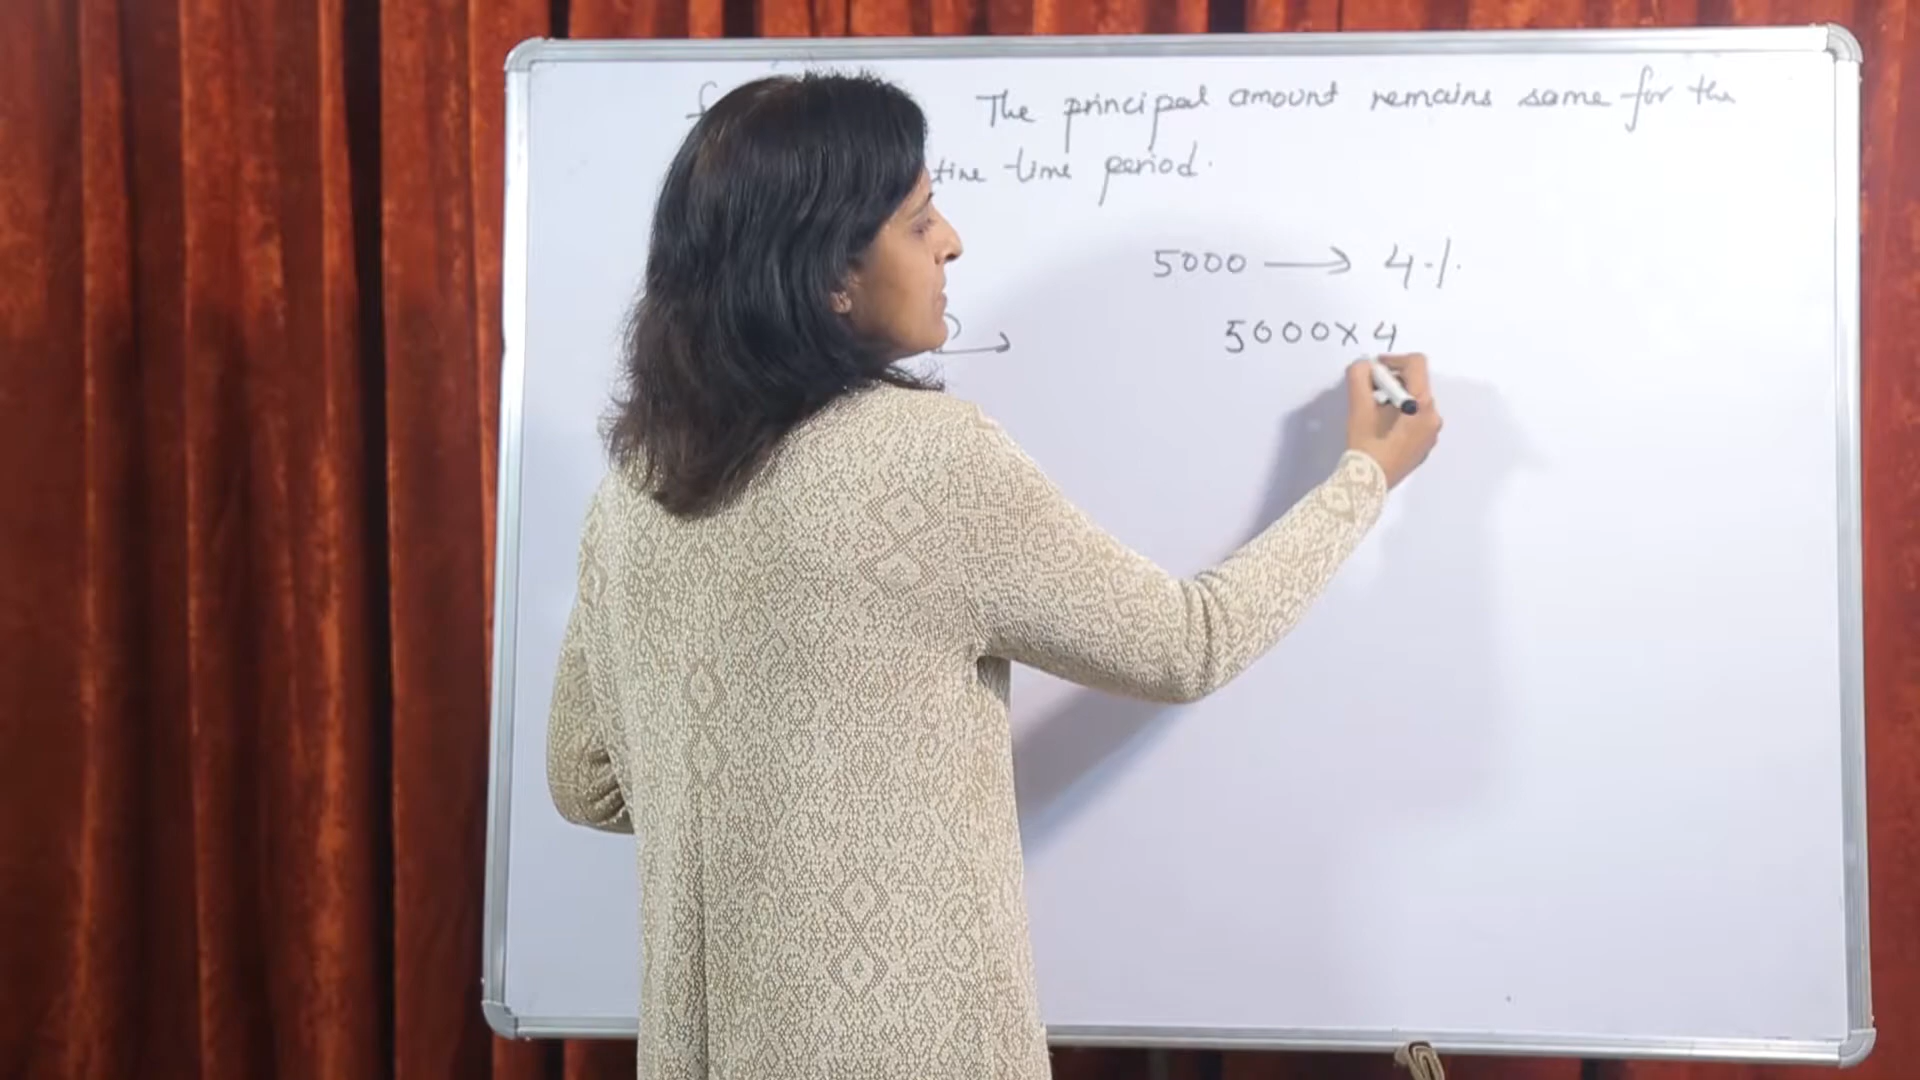 The principal amount remains same for the
time period.
5000 → 4%
5000×4